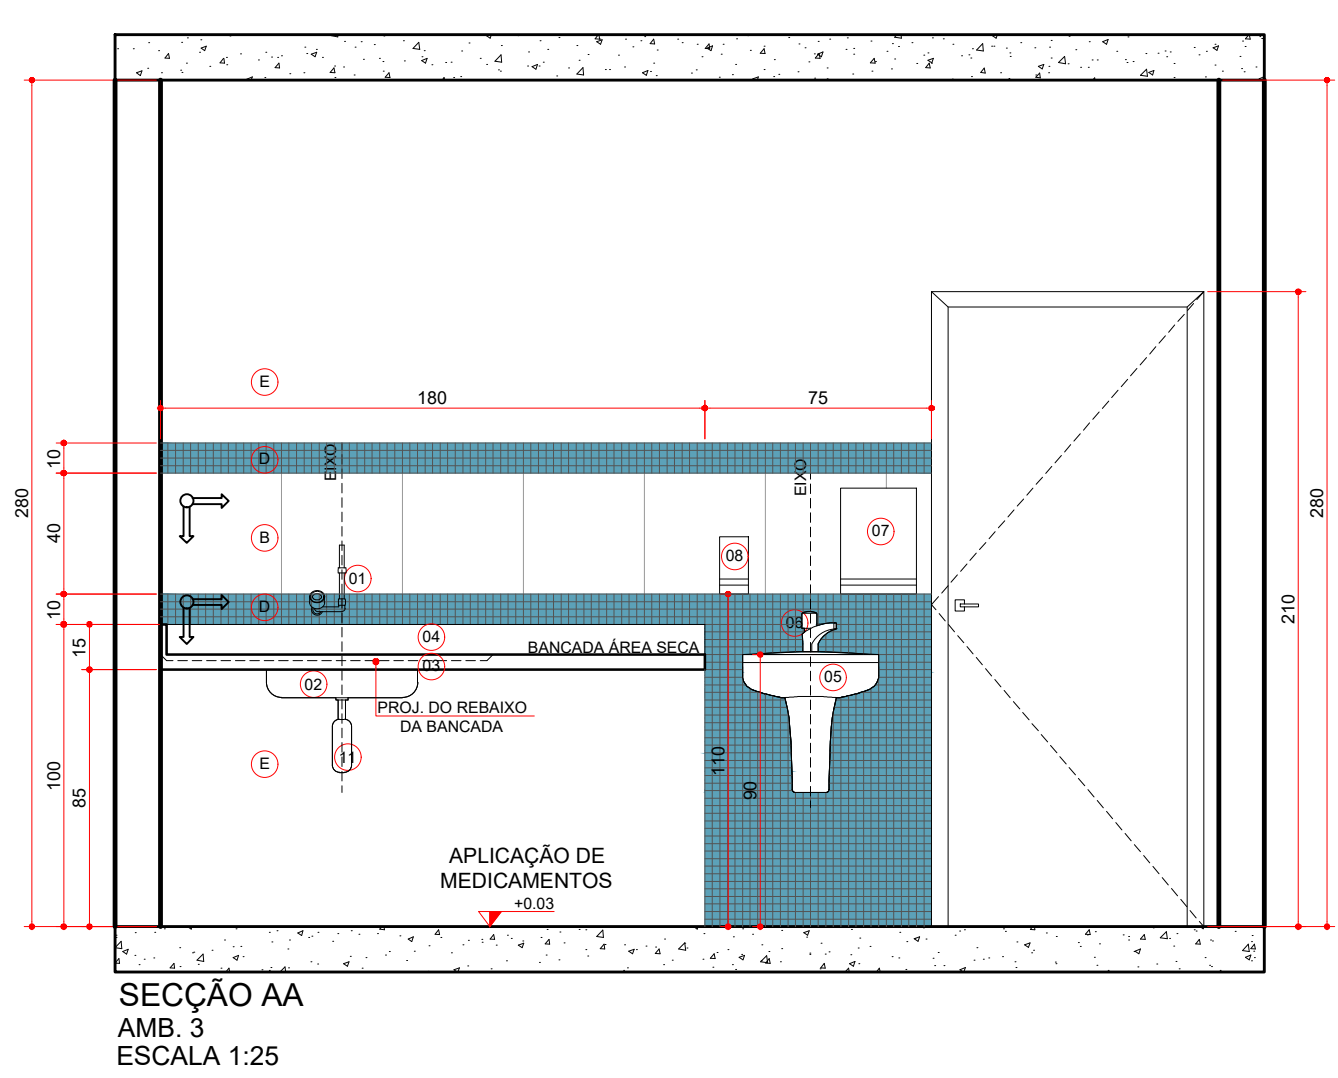 E
180
75
10
D
EIXO
EIXO
280
40
B
07
08
280
01
10
D
06
210
15
04
BANCADA ÁREA SECA
03
02
05
PROJ. DO REBAIXO
DA BANCADA
100
85
E
11
110
90
APLICAÇÃO DE
MEDICAMENTOS
+0.03
SECÇÃO AA
AMB. 3
ESCALA 1:25